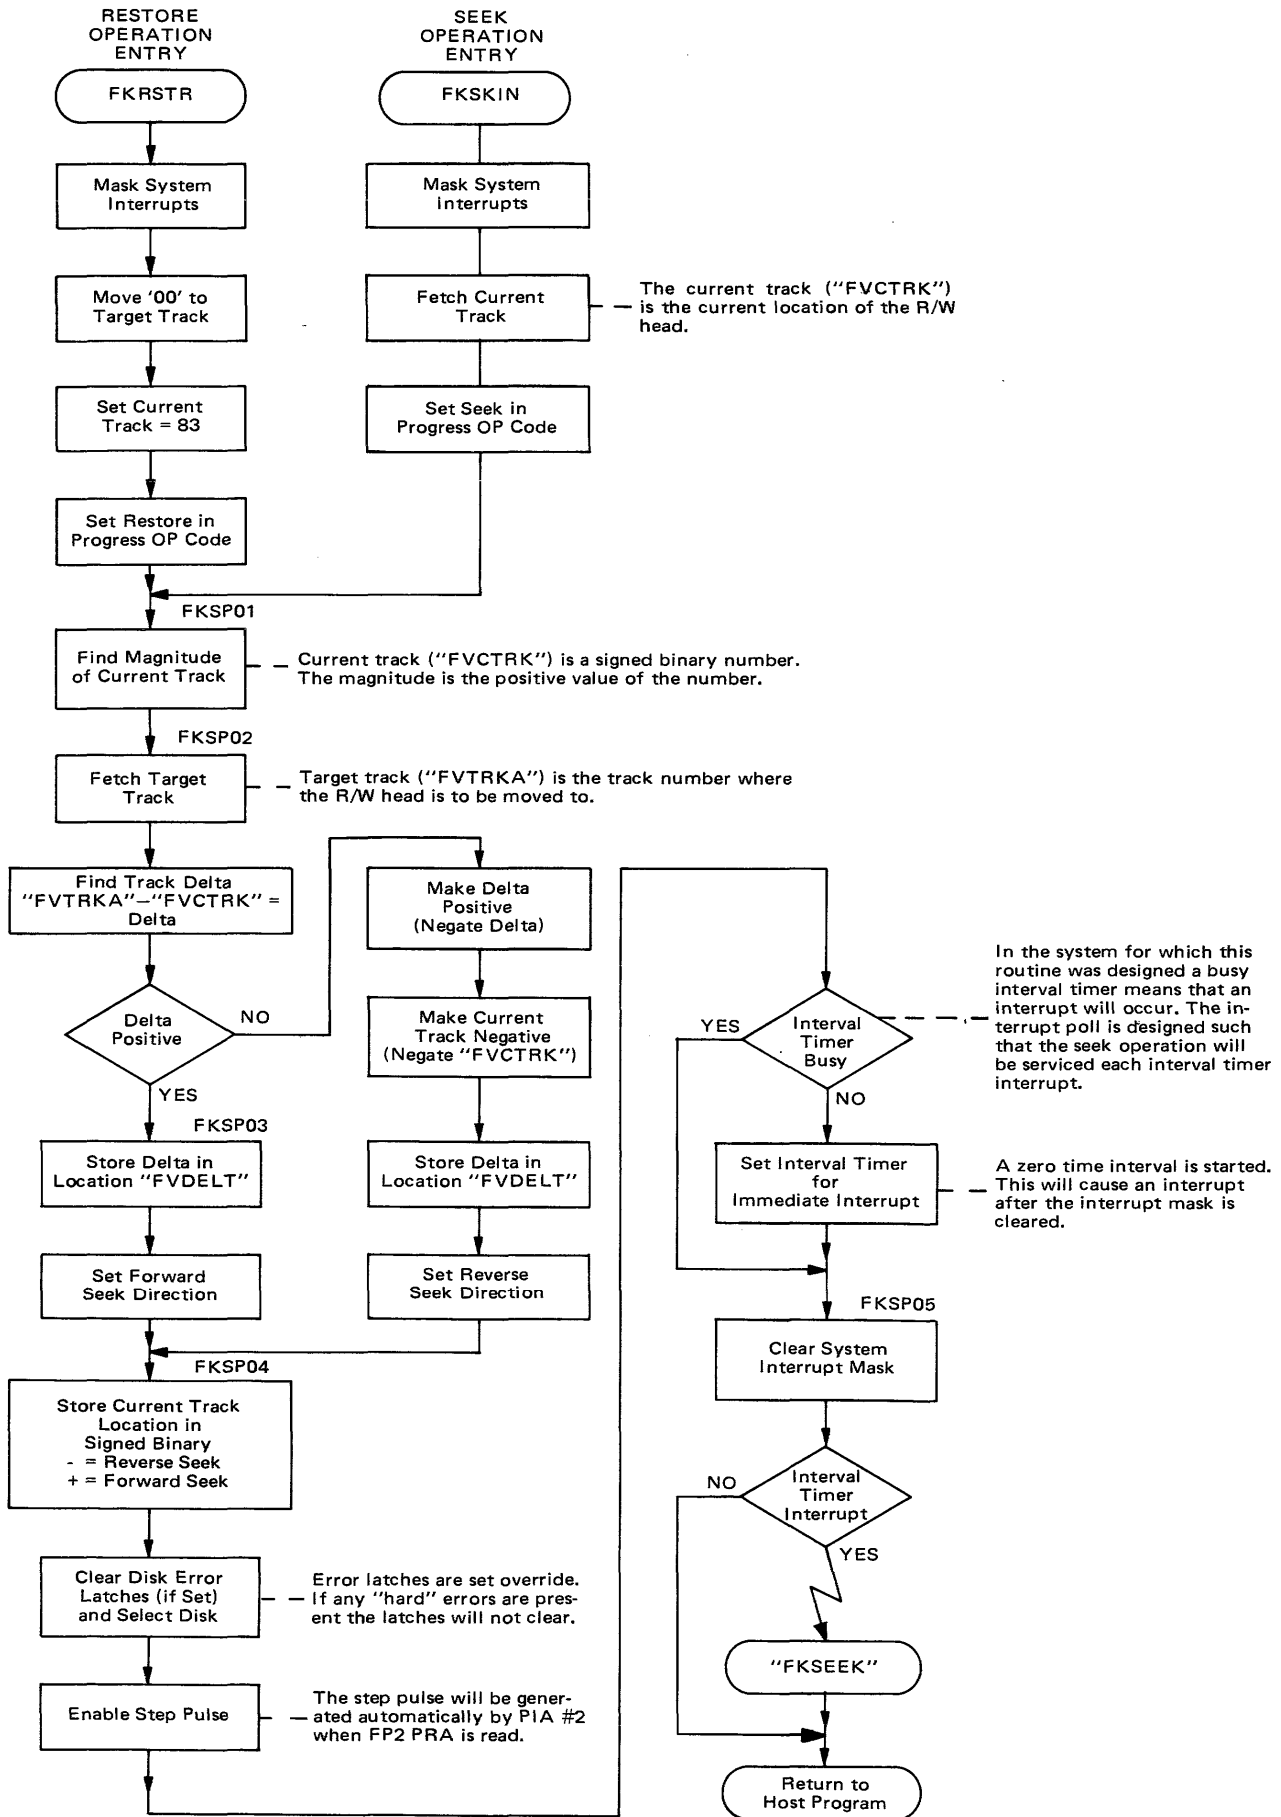 RESTORE
OPERATION
ENTRY
FKRSTR
Mask System
Interrupts
Move '00' to
Target Track
Set Current
Track = 83
Set Restore in
Progress OP Code
SEEK
OPERATION
ENTRY
FKSKIN
Mask System
Interrupts
Fetch Current
Track
The current track ("FVCTRK")
is the current location of the R/W
head.
Set Seek in
Progress OP Code
FKSP01
Find Magnitude
of Current Track
Current track ("FVCTRK") is a signed binary number.
The magnitude is the positive value of the number.
FKSP02
Fetch Target
Track
Target track ("FVTRKA") is the track number where
the R/W head is to be moved to.
Find Track Delta
"FVTRKA"—"FVCTRK" =
Delta
Delta
Positive
NO
YES
FKSP03
Store Delta in
Location "FVDELT"
Set Forward
Seek Direction
Make Delta
Positive
(Negate Delta)
Make Current
Track Negative
(Negate "FVCTRK")
Store Delta in
Location "FVDELT"
Set Reverse
Seek Direction
FKSP04
Store Current Track
Location in
Signed Binary
- = Reverse Seek
+ = Forward Seek
Clear Disk Error
Latches (if Set)
and Select Disk
Error latches are set override.
If any "hard" errors are pres-
ent the latches will not clear.
Enable Step Pulse
The step pulse will be gener-
ated automatically by PIA #2
when FP2 PRA is read.
Interval
Timer
Busy
YES
NO
In the system for which this
routine was designed a busy
interval timer means that an
interrupt will occur. The in-
terrupt poll is designed such
that the seek operation will
be serviced each interval timer
interrupt.
Set Interval Timer
for
Immediate Interrupt
A zero time interval is started.
This will cause an interrupt
after the interrupt mask is
cleared.
FKSP05
Clear System
Interrupt Mask
Interval
Timer
Interrupt
NO
YES
"FKSEEK"
Return to
Host Program